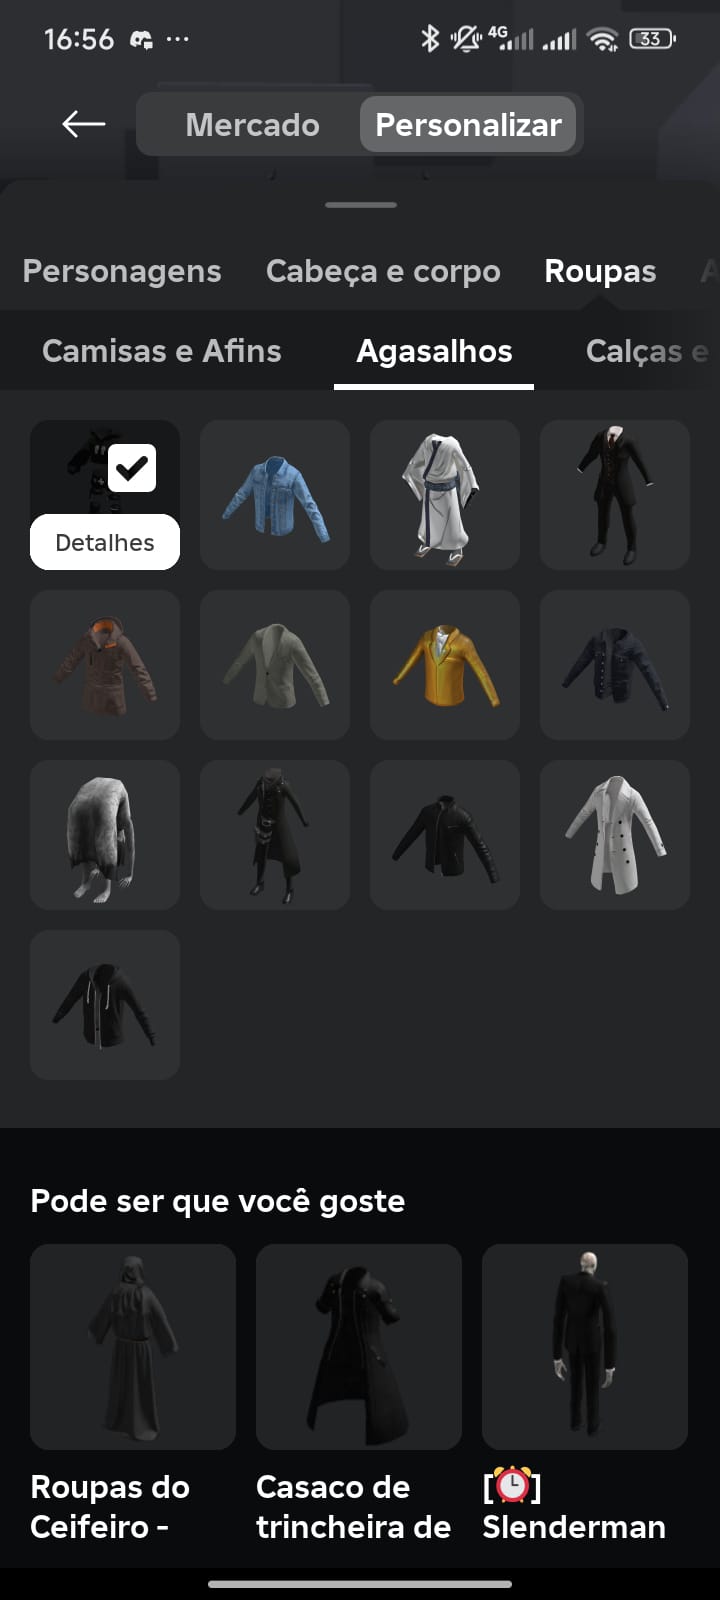 16:56
4G
33
Mercado
Personalizar
Personagens
Cabeça e corpo
Roupas
Camisas e Afins
Agasalhos
Calças e
Detalhes
Pode ser que você goste
Roupas do
Ceifeiro -
Casaco de
trincheira de
[⏰]
Slenderman